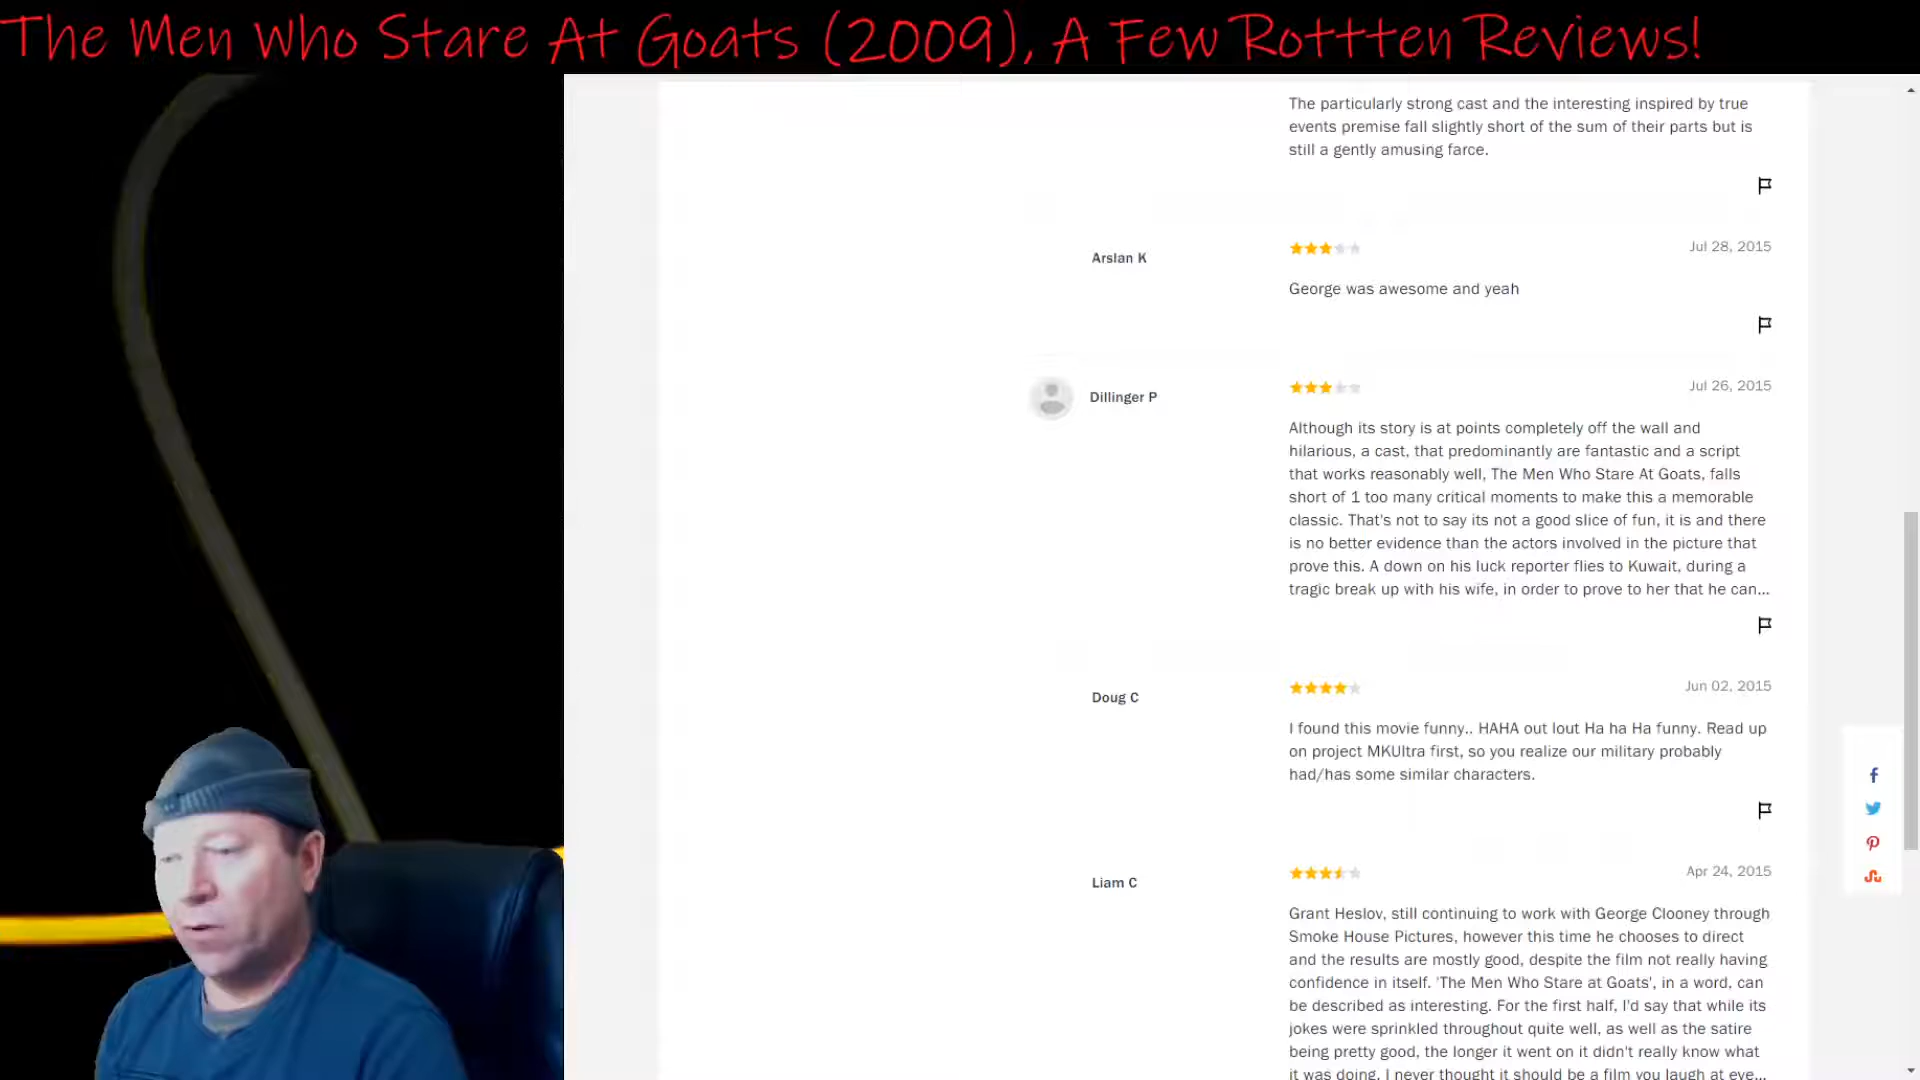 The Men Who Stare At Goats (2009), A Few Rottten Reviews!
The particularly strong cast and the interesting inspired by true
events premise fall slightly short of the sum of their parts but is
still a gently amusing farce.
Arslan K
Jul 28, 2015
George was awesome and yeah
Dillinger P
Jul 26, 2015
Although its story is at points completely off the wall and
hilarious, a cast, that predominantly are fantastic and a script
that works reasonably well, The Men Who Stare At Goats, falls
short of 1 too many critical moments to make this a memorable
classic. That's not to say its not a good slice of fun, it is and there
is no better evidence than the actors involved in the picture that
prove this. A down on his luck reporter flies to Kuwait, during a
tragic break up with his wife, in order to prove to her that he can...
Doug C
Jun 02, 2015
I found this movie funny.. HAHA out lout Ha ha Ha funny. Read up
on project MKUltra first, so you realize our military probably
had/has some similar characters.
Liam C
Apr 24, 2015
Grant Heslov, still continuing to work with George Clooney through
Smoke House Pictures, however this time he chooses to direct
and the results are mostly good, despite the film not really having
confidence in itself. 'The Men Who Stare at Goats', in a word, can
be described as interesting. For the first half, I'd say that while its
jokes were sprinkled throughout quite well, as well as the satire
being pretty good, the longer it went on it didn't really know what
it was doing. I never thought it should be a film you laugh at eve...